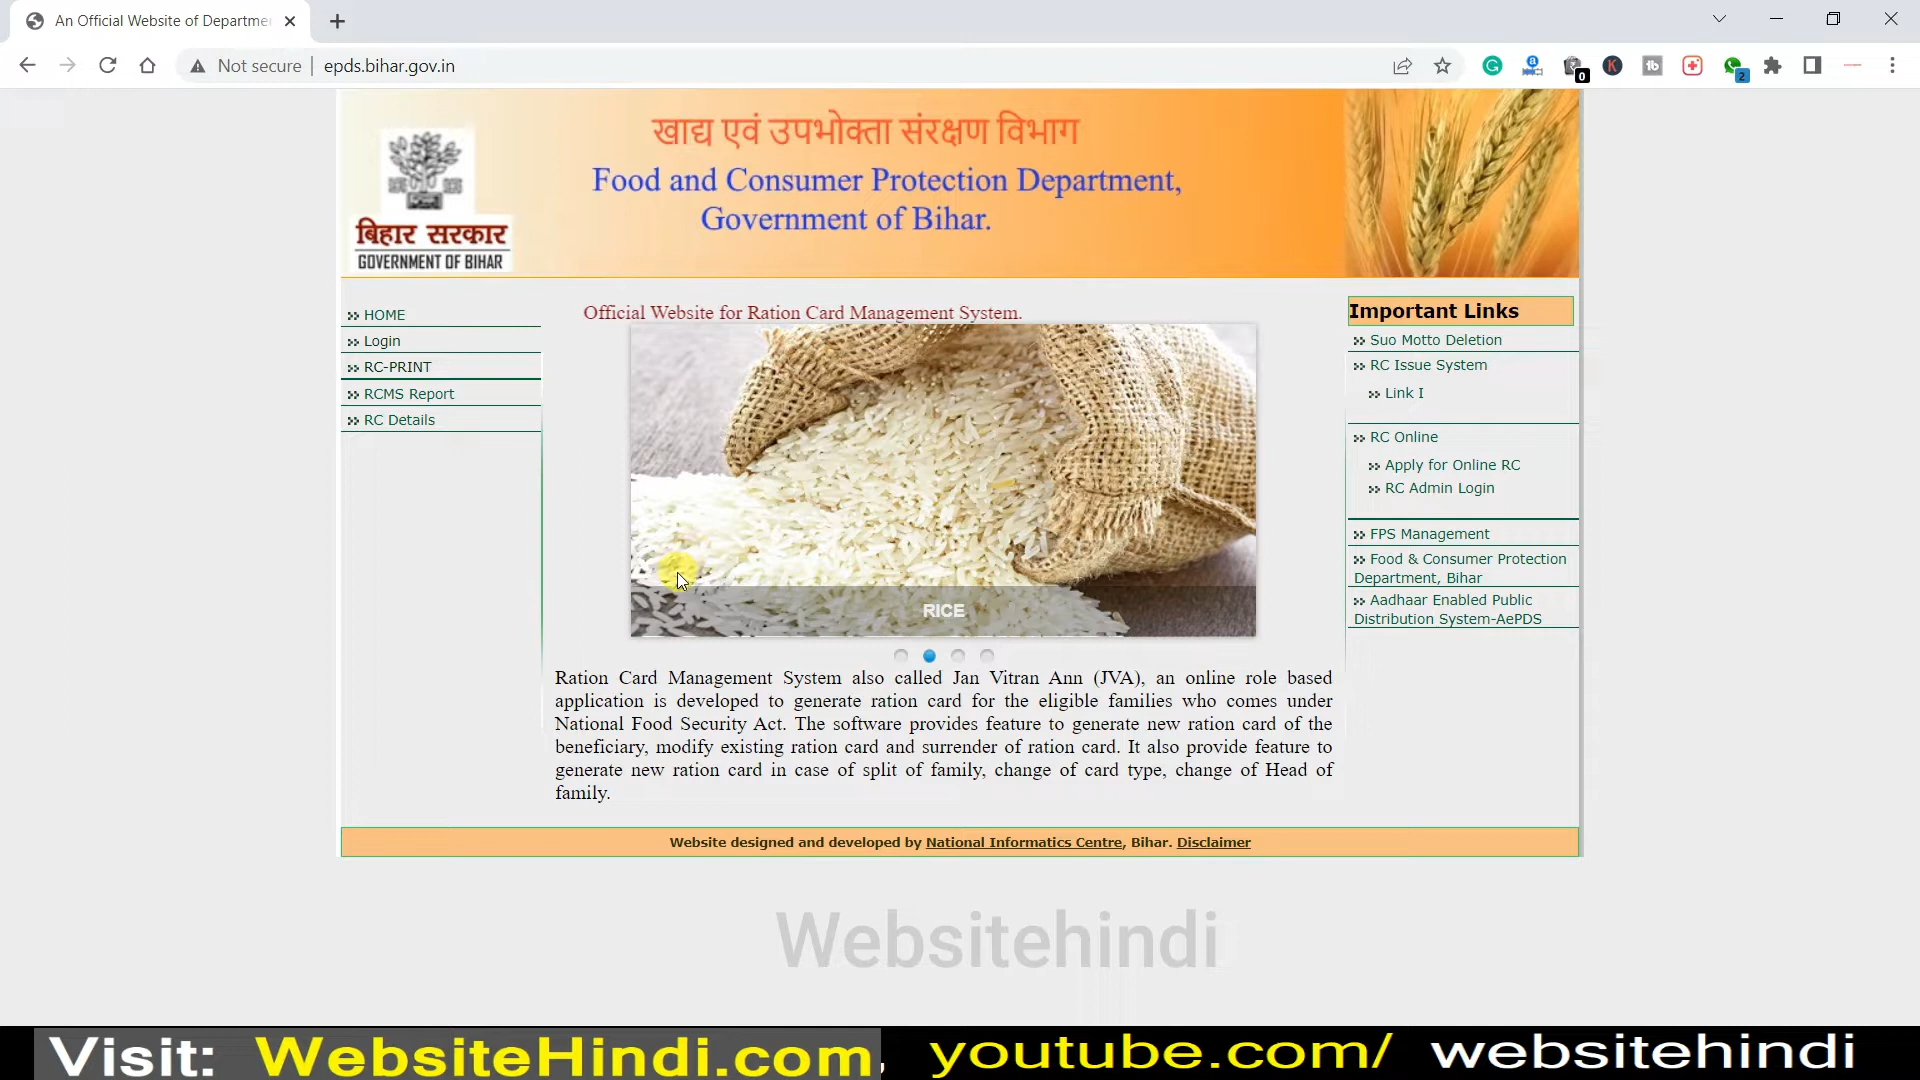 An Official Website of Departme
Not secure
epds.bihar.gov.in
0
2
खाद्य एवं उपभोक्ता संरक्षण विभाग
Food and Consumer Protection Department,
Government of Bihar.
बिहार सरकार
GOVERNMENT OF BIHAR
HOME
Login
RC-PRINT
RCMS Report
RC Details
Official Website for Ration Card Management System.
RICE
Ration Card Management System also called Jan Vitran Ann (JVA), an online role based
application is developed to generate ration card for the eligible families who comes under
National Food Security Act. The software provides feature to generate new ration card of the
beneficiary, modify existing ration card and surrender of ration card. It also provide feature to
generate new ration card in case of split of family, change of card type, change of Head of
family.
Important Links
Suo Motto Deletion
RC Issue System
Link I
RC Online
Apply for Online RC
RC Admin Login
FPS Management
Food & Consumer Protection
Department, Bihar
Aadhaar Enabled Public
Distribution System-AePDS
Website designed and developed by National Informatics Centre, Bihar. Disclaimer
Websitehindi
Visit: WebsiteHindi.com, youtube.com/ websitehindi